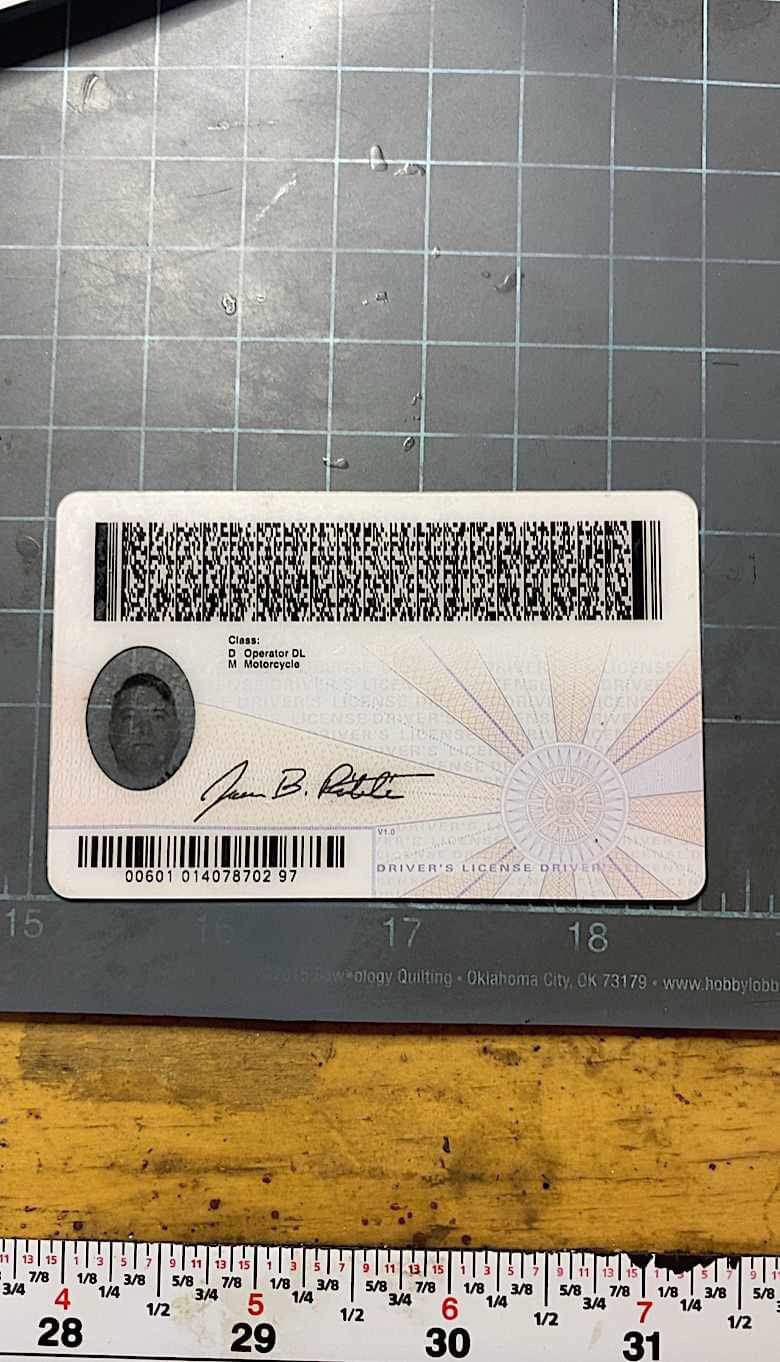 Class:
D Operator DL
M Motorcycle
V1.0
DRIVER'S LICENSE DRIVER'S LICENSE
00601 014078702 97
15 16 17 18
ology Quilting • Oklahoma City, OK 73179 • www.hobbylobb
11 13 15 1 3 5 7 9 11 13 15 1 3 5 7 9 11 13 15 1 3 5 7 9 11 13 15 1 3 5 7 9 11
3/4 7/8 1/8 1/4 3/8 1/2 5/8 3/4 7/8 1/8 1/4 3/8 1/2 5/8 3/4 7/8 1/8 1/4 3/8 1/2 5/8 3/4 7/8 1/8 1/4 3/8 1/2 5/8
4 5 6 7
28 29 30 31